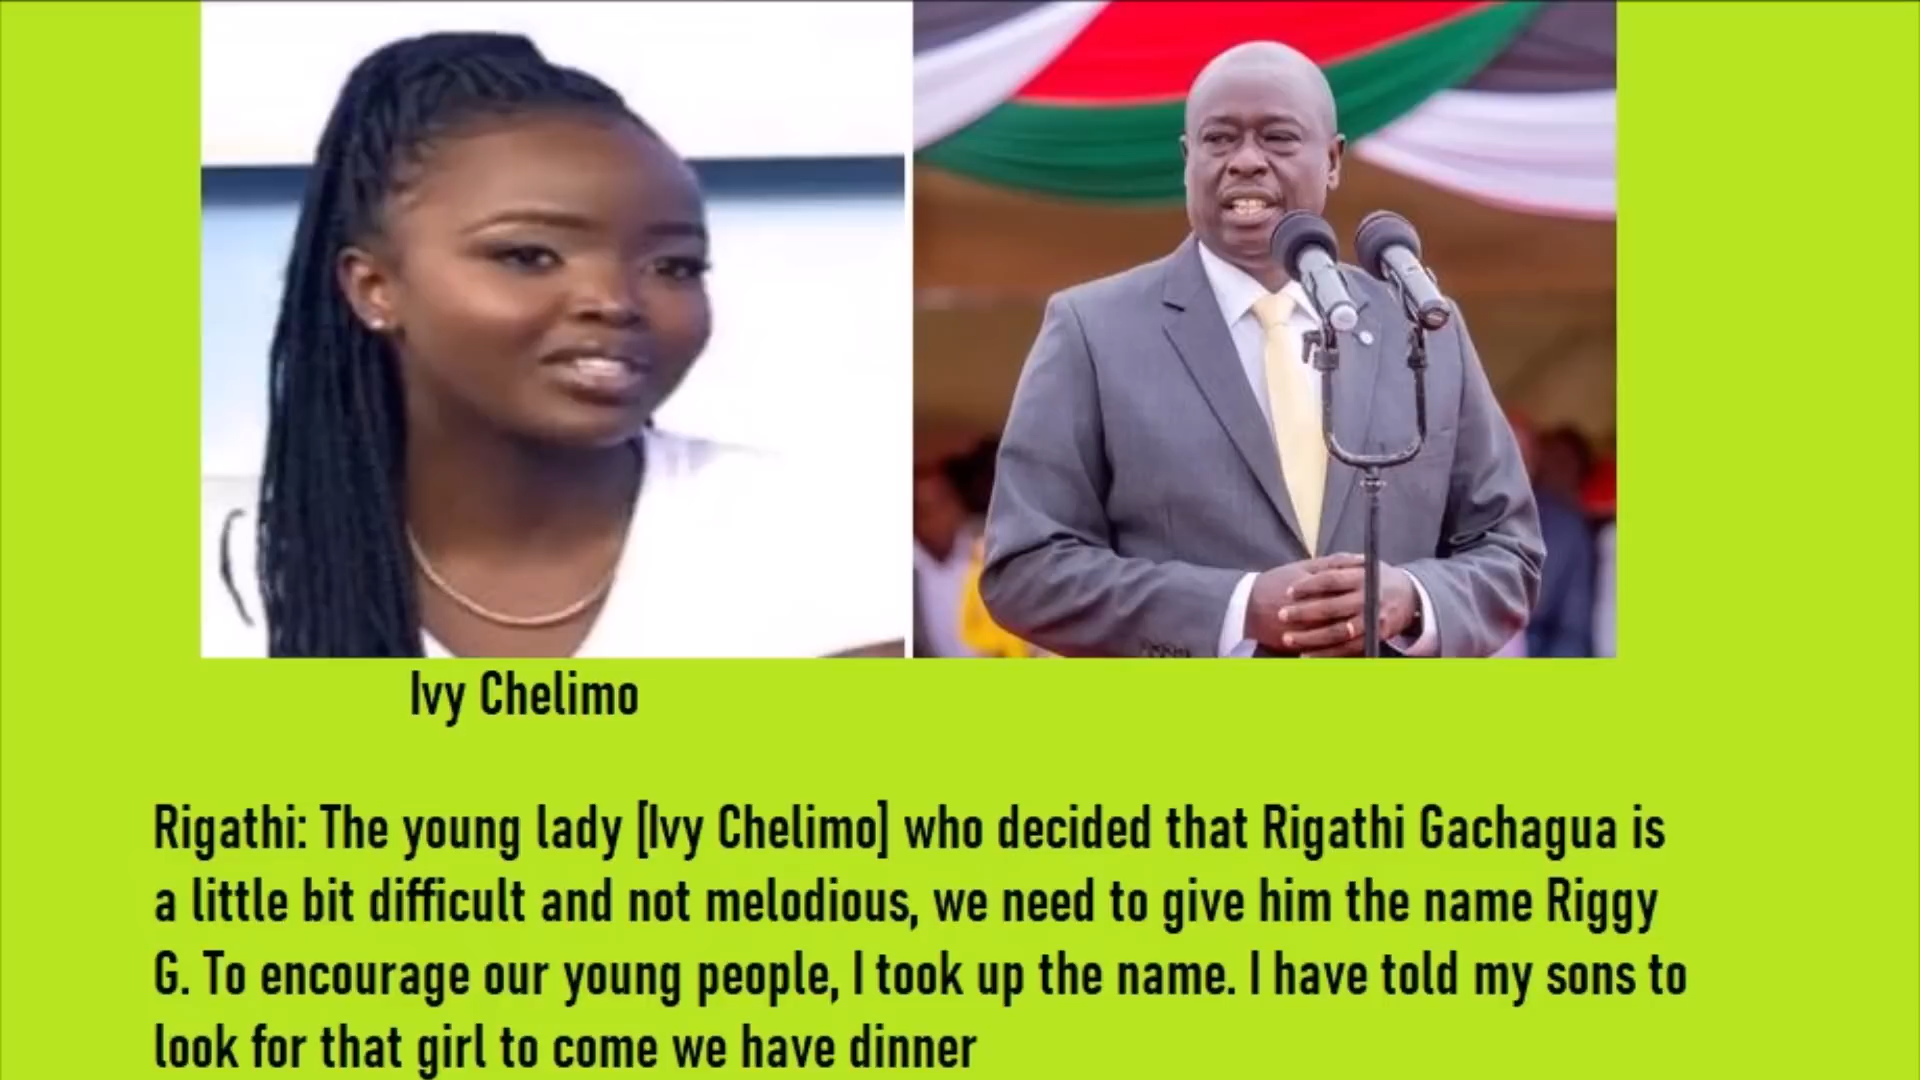 Ivy Chelimo
Rigathi: The young lady [Ivy Chelimo] who decided that Rigathi Gachagua is
a little bit difficult and not melodious, we need to give him the name Riggy
G. To encourage our young people, I took up the name. I have told my sons to
look for that girl to come we have dinner